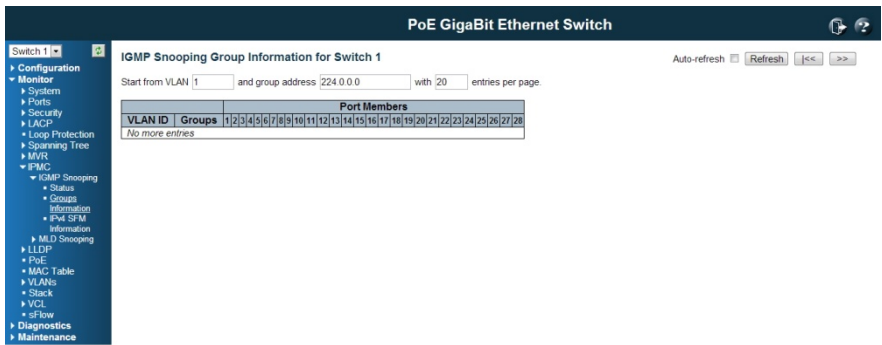 PoE GigaBit Ethernet Switch
Switch 1
Configuration
Monitor
System
Ports
Security
LACP
Loop Protection
Spanning Tree
MVR
IPMC
IGMP Snooping
Status
Groups
Information
IPv4 SFM
Information
MLD Snooping
LLDP
PoE
MAC Table
VLANs
Stack
VCL
sFlow
Diagnostics
Maintenance
IGMP Snooping Group Information for Switch 1
Auto-refresh Refresh |<< >>
Start from VLAN 1 and group address 224.0.0.0 with 20 entries per page.
Port Members
VLAN ID Groups 1 2 3 4 5 6 7 8 9 10 11 12 13 14 15 16 17 18 19 20 21 22 23 24 25 26 27 28
No more entries